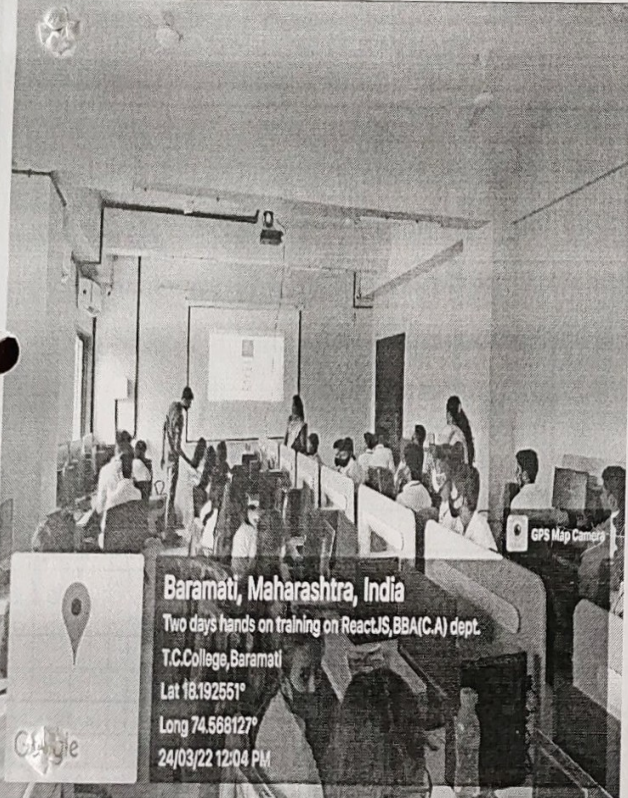 GPS Map Camera
Baramati, Maharashtra, India
Two days hands on training on ReactJS,BBA(C.A) dept.
T.C.College,Baramati
Lat 18.192551°
Long 74.568127°
24/03/22 12:04 PM
Google